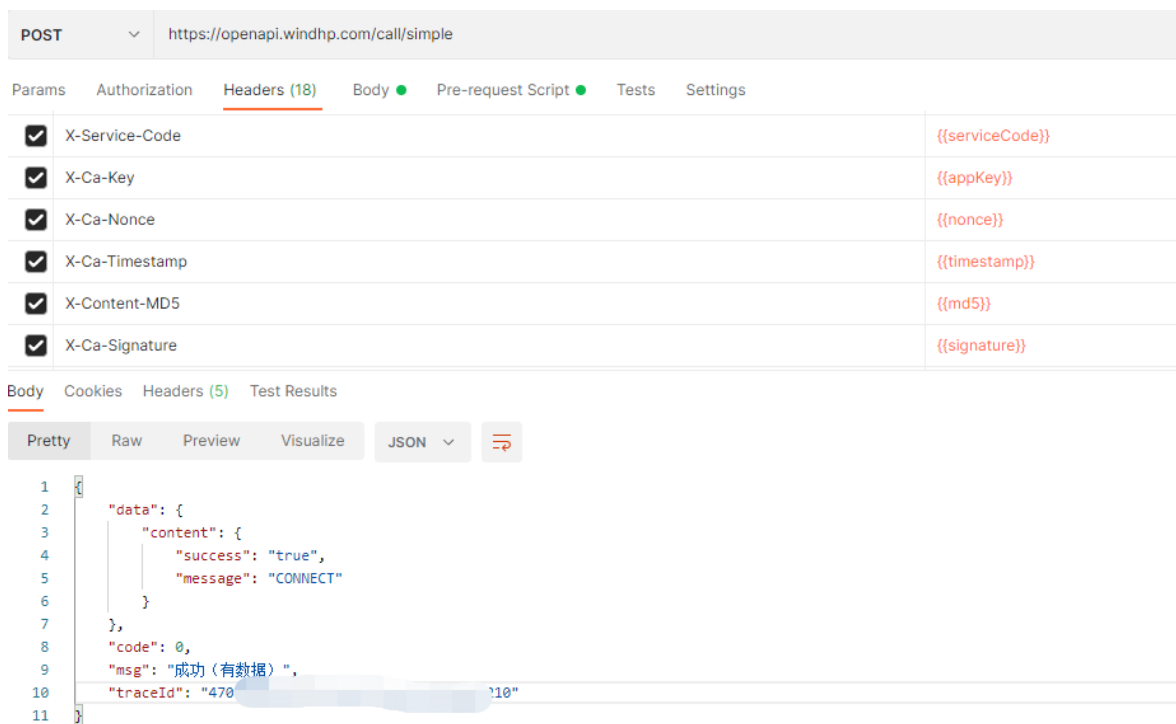 POST https://openapi.windhp.com/call/simple
Params Authorization Headers (18) Body Pre-request Script Tests Settings
X-Service-Code {{serviceCode}}
X-Ca-Key {{appKey}}
X-Ca-Nonce {{nonce}}
X-Ca-Timestamp {{timestamp}}
X-Content-MD5 {{md5}}
X-Ca-Signature {{signature}}
Body Cookies Headers (5) Test Results
Pretty Raw Preview Visualize JSON
1 {
2 "data": {
3 "content": {
4 "success": "true",
5 "message": "CONNECT"
6 }
7 },
8 "code": 0,
9 "msg": "成功（有数据）",
10 "traceId": "470 210"
11 }